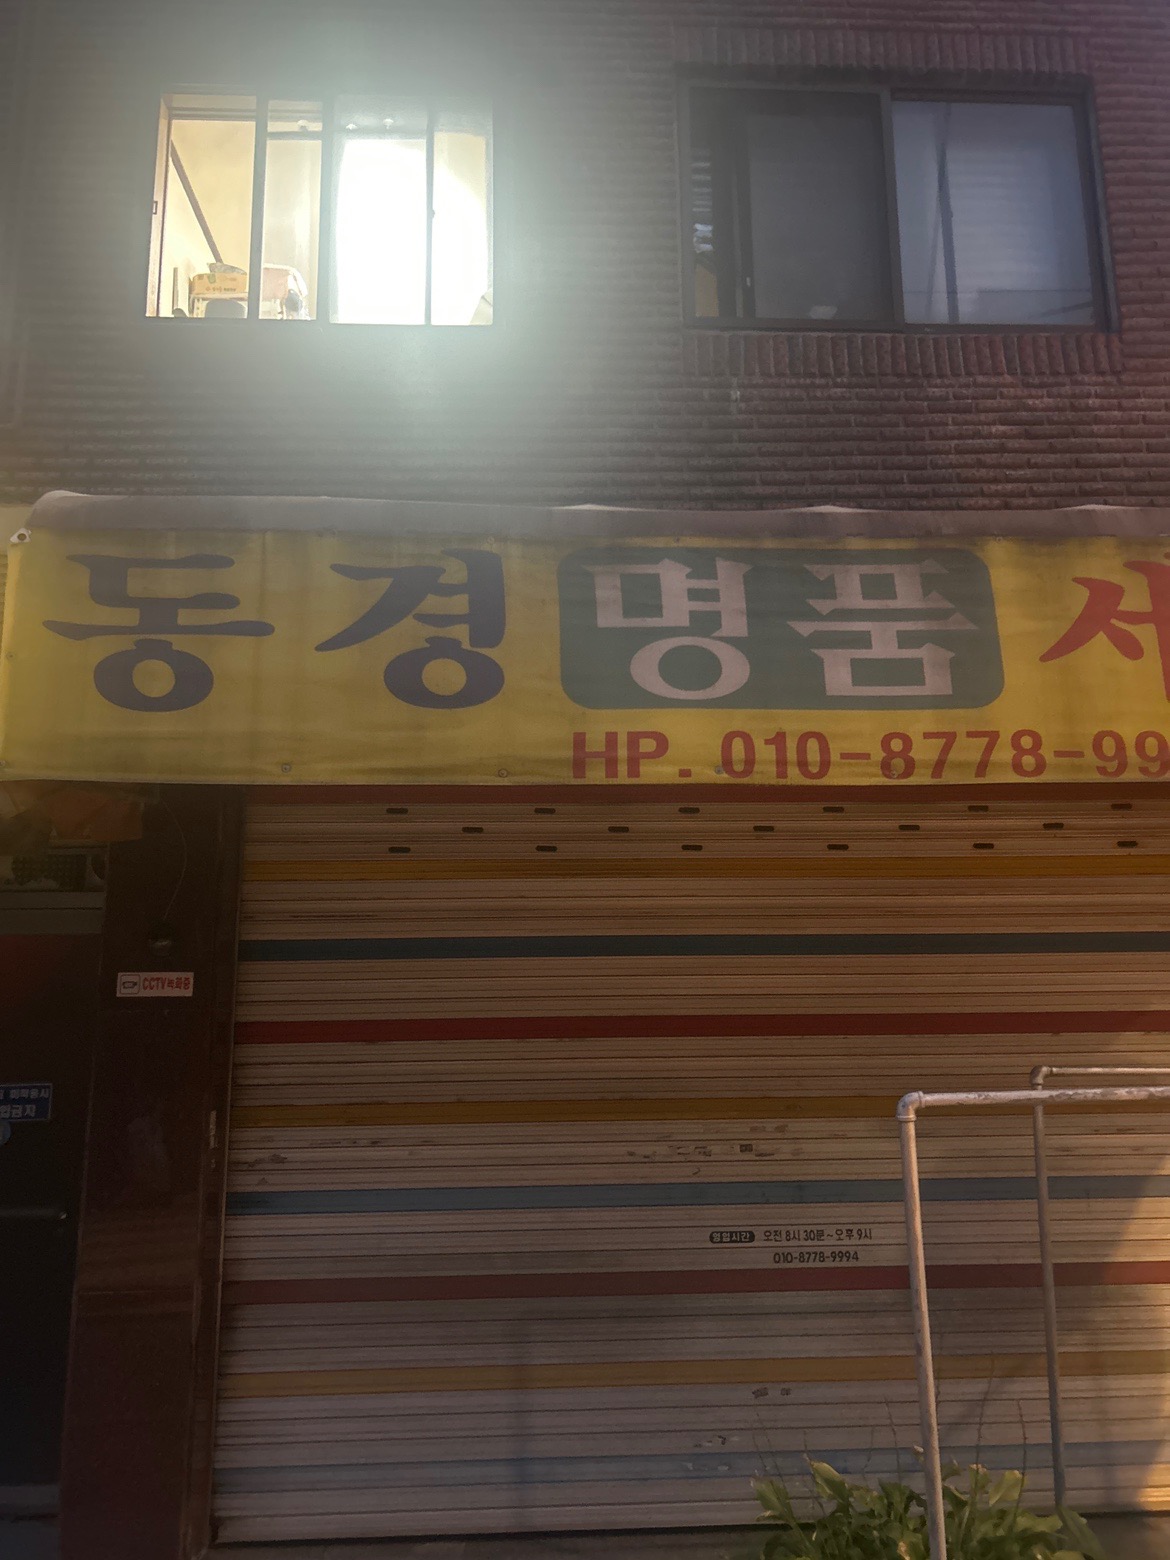 동경 명품 세
HP. 010-8778-99
CCTV녹화중
영업시간 오전 8시 30분~오후 9시
010-8778-9994